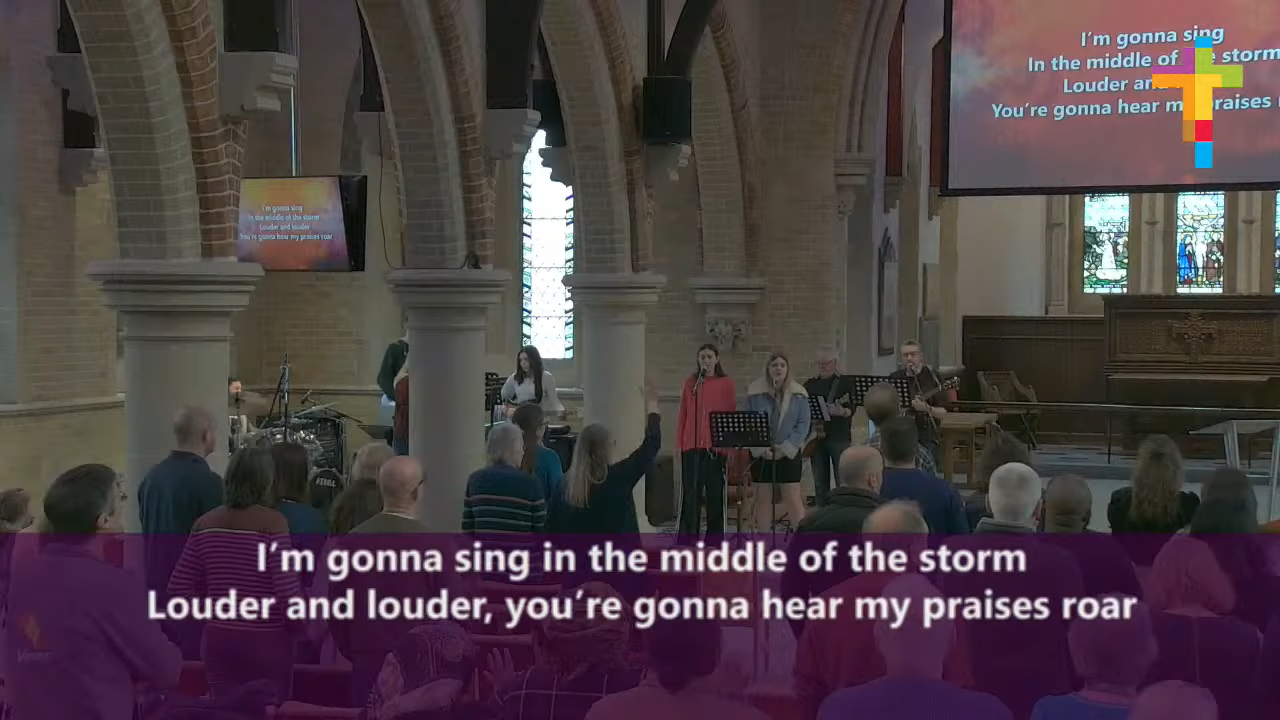 I'm gonna sing
In the middle of the storm
Louder and
You're gonna hear my praises
I'm gonna sing
In the middle of the storm
Louder and louder
You're gonna hear my praises roar
I'm gonna sing in the middle of the storm
Louder and louder, you're gonna hear my praises roar